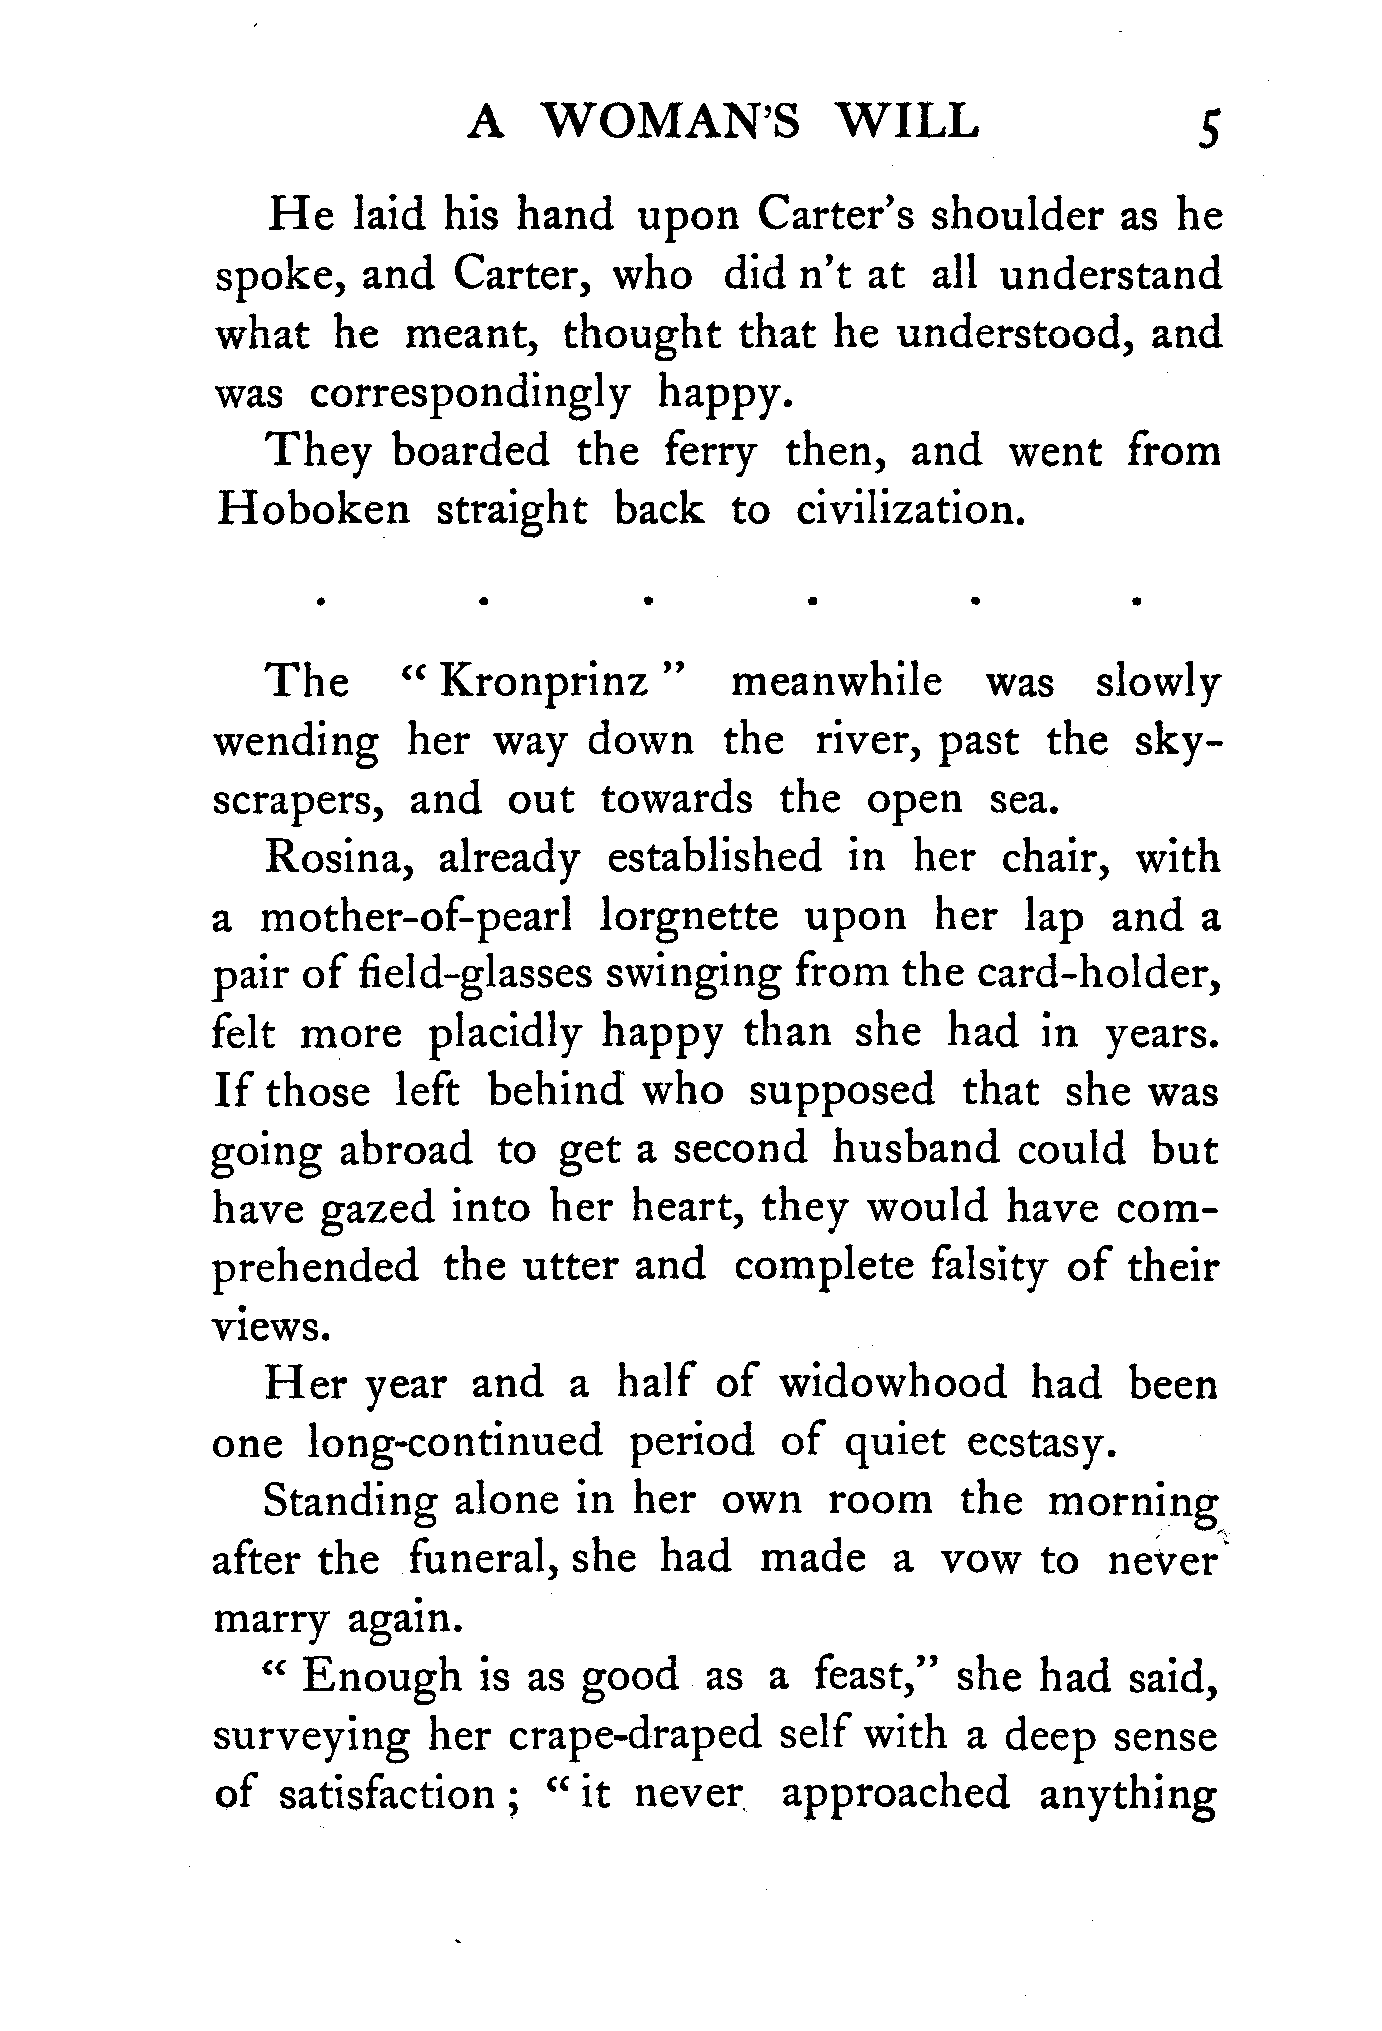 A WOMAN'S WILL 5
He laid his hand upon Carter's shoulder as he
spoke, and Carter, who did n't at all understand
what he meant, thought that he understood, and
was correspondingly happy.
They boarded the ferry then, and went from
Hoboken straight back to civilization.
. . . . . .
The " Kronprinz " meanwhile was slowly
wending her way down the river, past the sky-
scrapers, and out towards the open sea.
Rosina, already established in her chair, with
a mother-of-pearl lorgnette upon her lap and a
pair of field-glasses swinging from the card-holder,
felt more placidly happy than she had in years.
If those left behind who supposed that she was
going abroad to get a second husband could but
have gazed into her heart, they would have com-
prehended the utter and complete falsity of their
views.
Her year and a half of widowhood had been
one long-continued period of quiet ecstasy.
Standing alone in her own room the morning
after the funeral, she had made a vow to never
marry again.
" Enough is as good as a feast," she had said,
surveying her crape-draped self with a deep sense
of satisfaction ; " it never approached anything